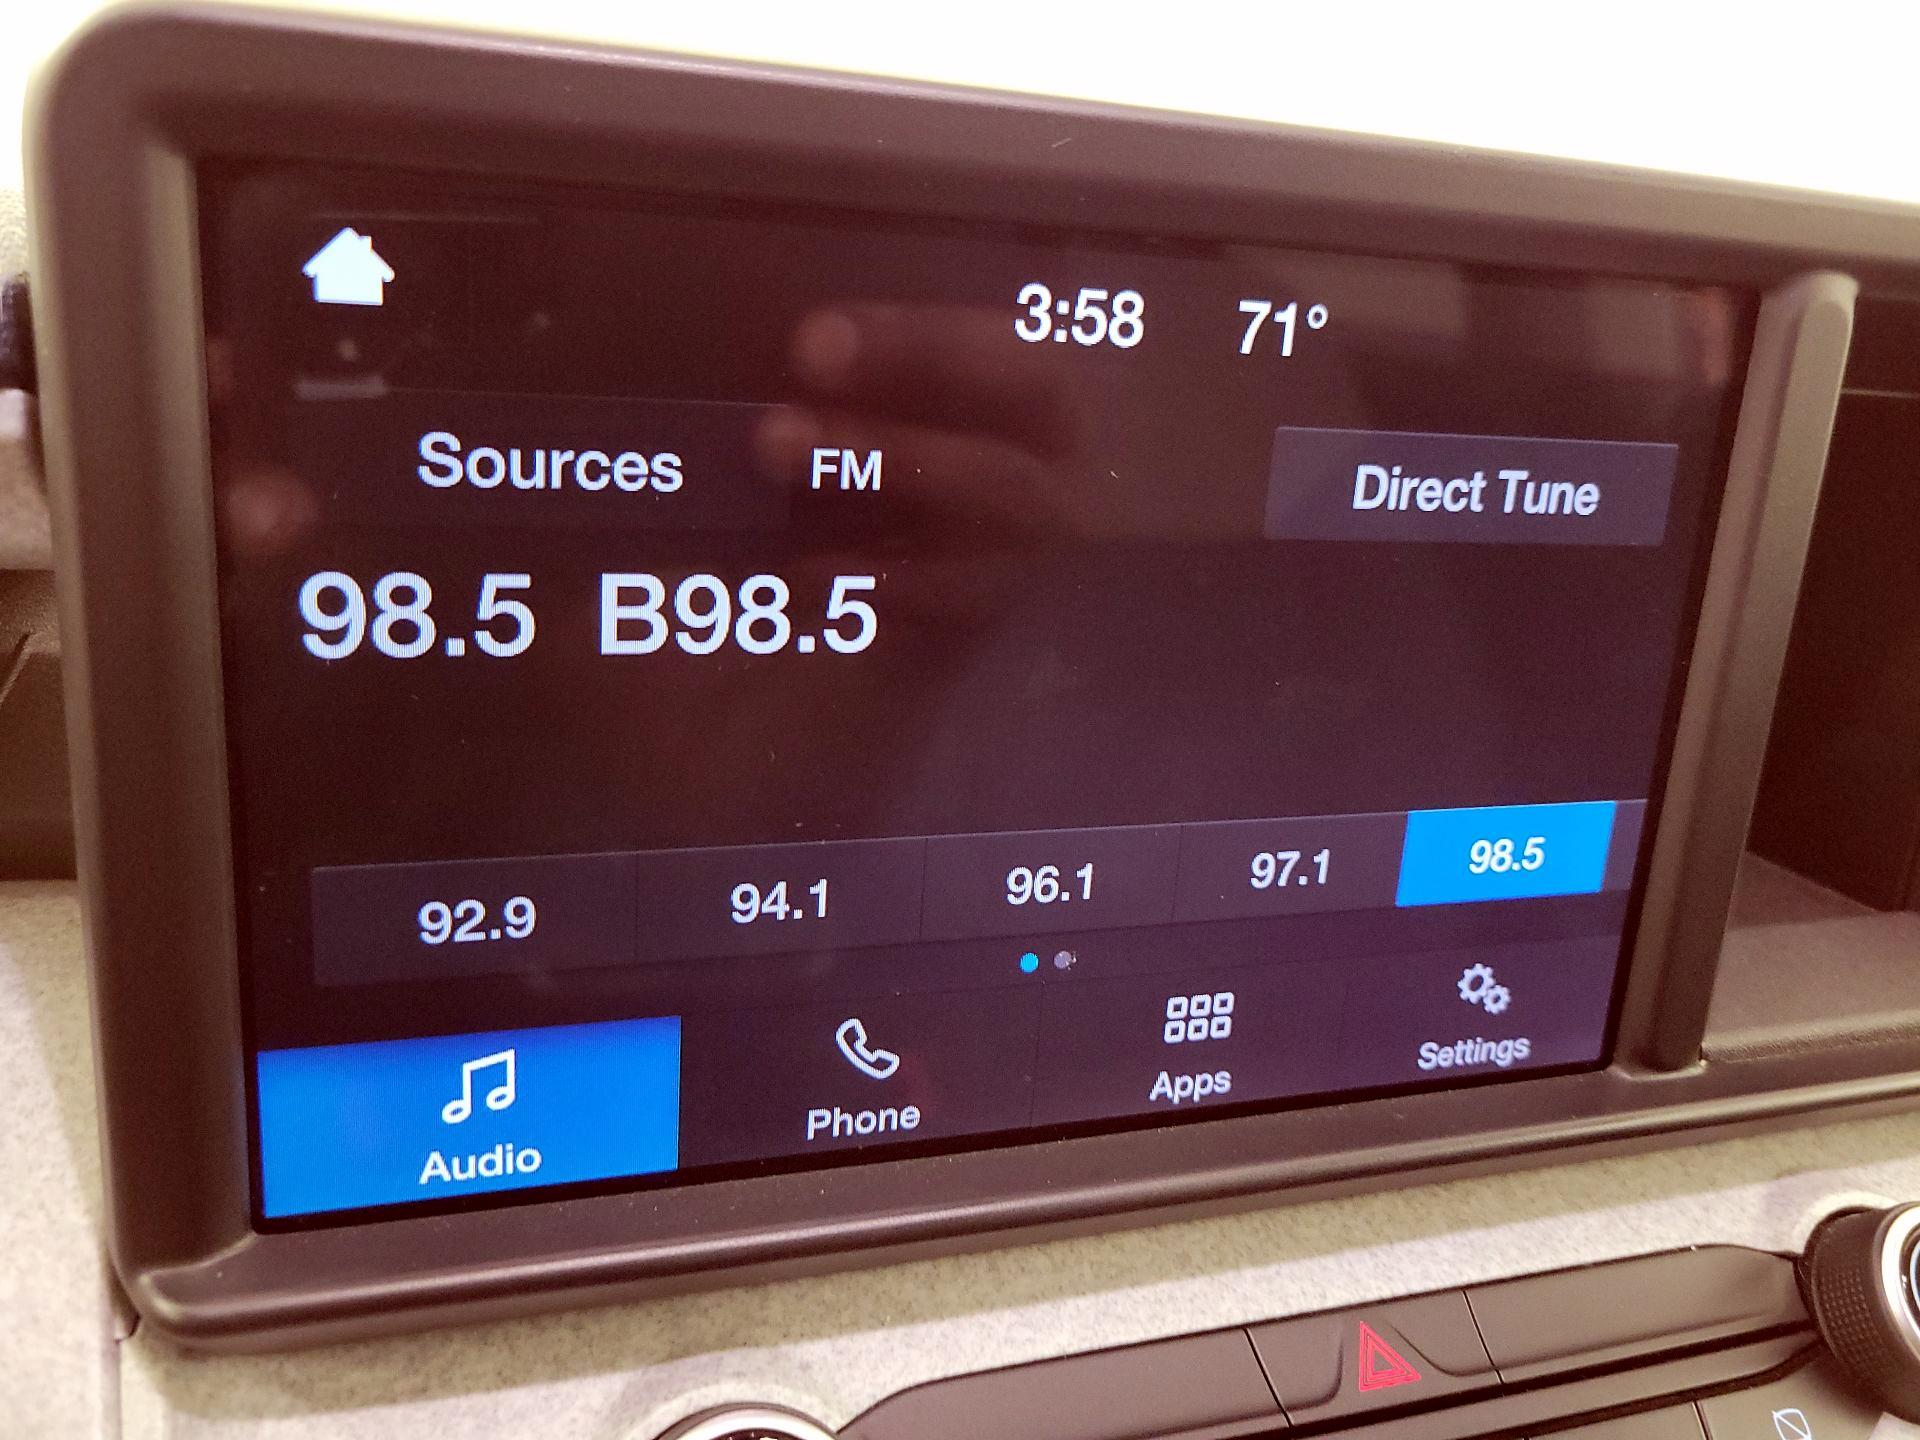 3:58 71°
Sources FM Direct Tune
98.5 B98.5
92.9 94.1 96.1 97.1 98.5
Audio Phone Apps Settings